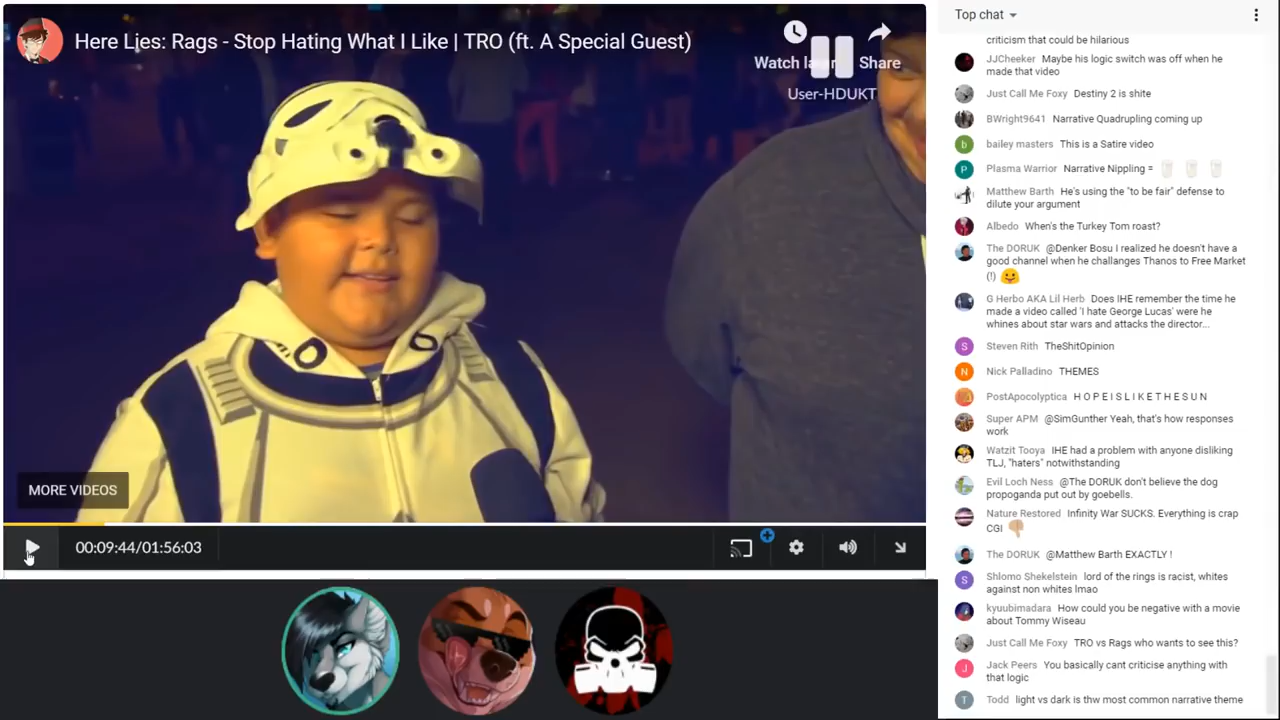 Here Lies: Rags - Stop Hating What I Like | TRO (ft. A Special Guest)
Share
User-HDUKT
MORE VIDEOS
00:09:44/01:56:03
Top chat
criticism that could be hilarious
JJCheeker Maybe his logic switch was off when he
made that video
Just Call Me Foxy Destiny 2 is shite
BWright9641 Narrative Quadrupling coming up
b
bailey masters This is a Satire video
P
Plasma Warrior Narrative Nippling =
Matthew Barth He's using the "to be fair" defense to
dilute your argument
Albedo When's the Turkey Tom roast?
The DORUK @Denker Bosu I realized he doesn't have a
good channel when he challanges Thanos to Free Market
(!)
G Herbo AKA Lil Herb Does IHE remember the time he
made a video called 'I hate George Lucas' were he
whines about star wars and attacks the director...
S
Steven Rith TheShitOpinion
N
Nick Palladino THEMES
PostApocolyptica H O P E I S L I K E T H E S U N
Super APM @SimGunther Yeah, that's how responses
work
Watzit Tooya IHE had a problem with anyone disliking
TLJ, "haters" notwithstanding
Evil Loch Ness @The DORUK don't believe the dog
propoganda put out by goebells.
Nature Restored Infinity War SUCKS. Everything is crap
CGI
The DORUK @Matthew Barth EXACTLY !
S
Shlomo Shekelstein lord of the rings is racist, whites
against non whites lmao
kyuubimadara How could you be negative with a movie
about Tommy Wiseau
Just Call Me Foxy TRO vs Rags who wants to see this?
J
Jack Peers You basically cant criticise anything with
that logic
T
Todd light vs dark is thw most common narrative theme